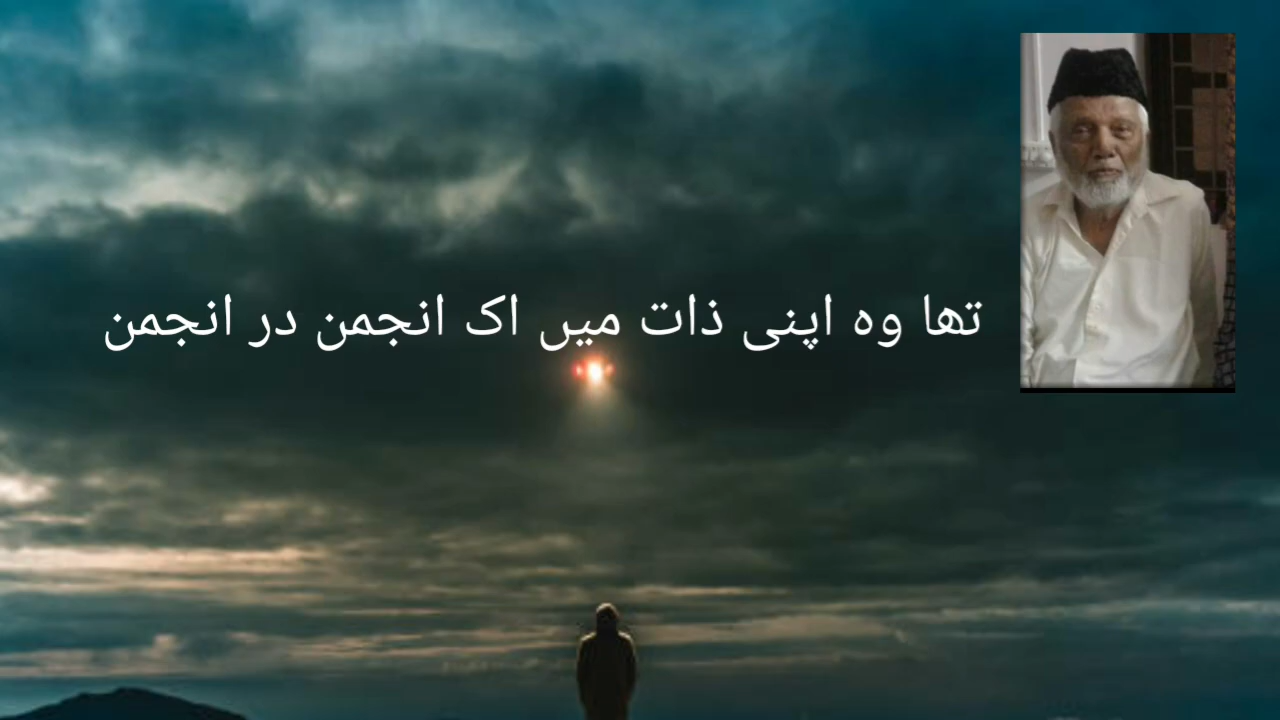 تھا وہ اپنی ذات میں اک انجمن در انجمن